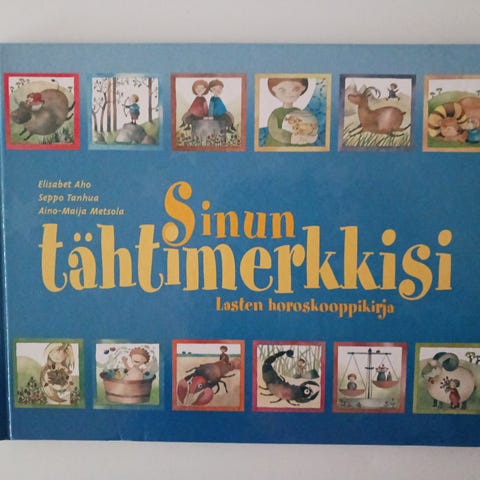 Elisabet Aho
Seppo Tanhua
Aino-Maija Metsola
Sinun
tähtimerkkisi
Lasten horoskooppikirja